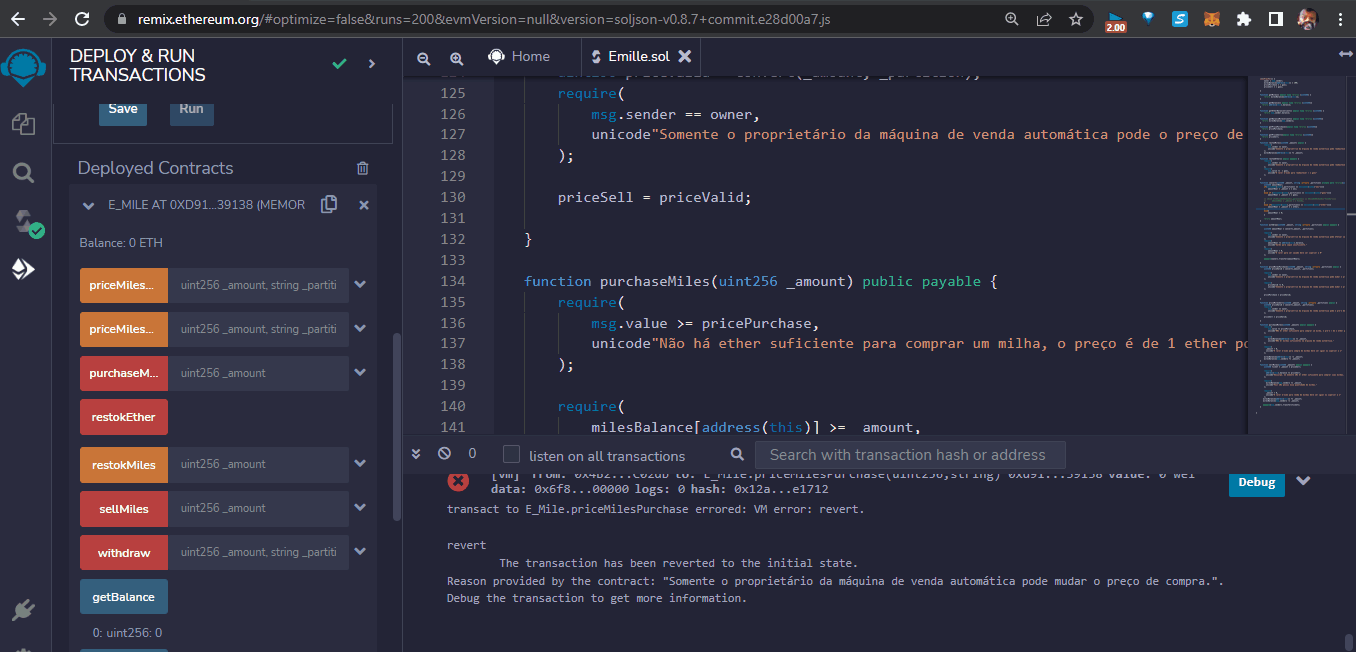 remix.ethereum.org/#optimize=false&runs=200&evmVersion=null&version=soljson-v0.8.7+commit.e28d00a7.js
2.00
DEPLOY & RUN
TRANSACTIONS
Home
Emille.sol
Save
Run
Deployed Contracts
E_MILE AT 0XD91...39138 (MEMOR
Balance: 0 ETH
priceMiles...
uint256 _amount, string _partiti
priceMiles...
uint256 _amount, string _partiti
purchaseM...
uint256 _amount
restokEther
restokMiles
uint256 _amount
sellMiles
uint256 _amount
withdraw
uint256 _amount, string _partiti
getBalance
0: uint256: 0
125 require(
126 msg.sender == owner,
127 unicode"Somente o proprietário da máquina de venda automática pode o preço de
128 );
129
130 priceSell = priceValid;
131
132 }
133
134 function purchaseMiles(uint256 _amount) public payable {
135 require(
136 msg.value >= pricePurchase,
137 unicode"Não há ether suficiente para comprar um milha, o preço é de 1 ether po
138 );
139
140 require(
141 milesBalance[address(this)] >= _amount,
0
listen on all transactions
Search with transaction hash or address
[vm] from: 0x4B2...C02db to: E_Mile.priceMilesPurchase(uint256,string) 0xd91...39138 value: 0 wei
data: 0x6f8...00000 logs: 0 hash: 0x12a...e1712
Debug
transact to E_Mile.priceMilesPurchase errored: VM error: revert.
revert
The transaction has been reverted to the initial state.
Reason provided by the contract: "Somente o proprietário da máquina de venda automática pode mudar o preço de compra.".
Debug the transaction to get more information.